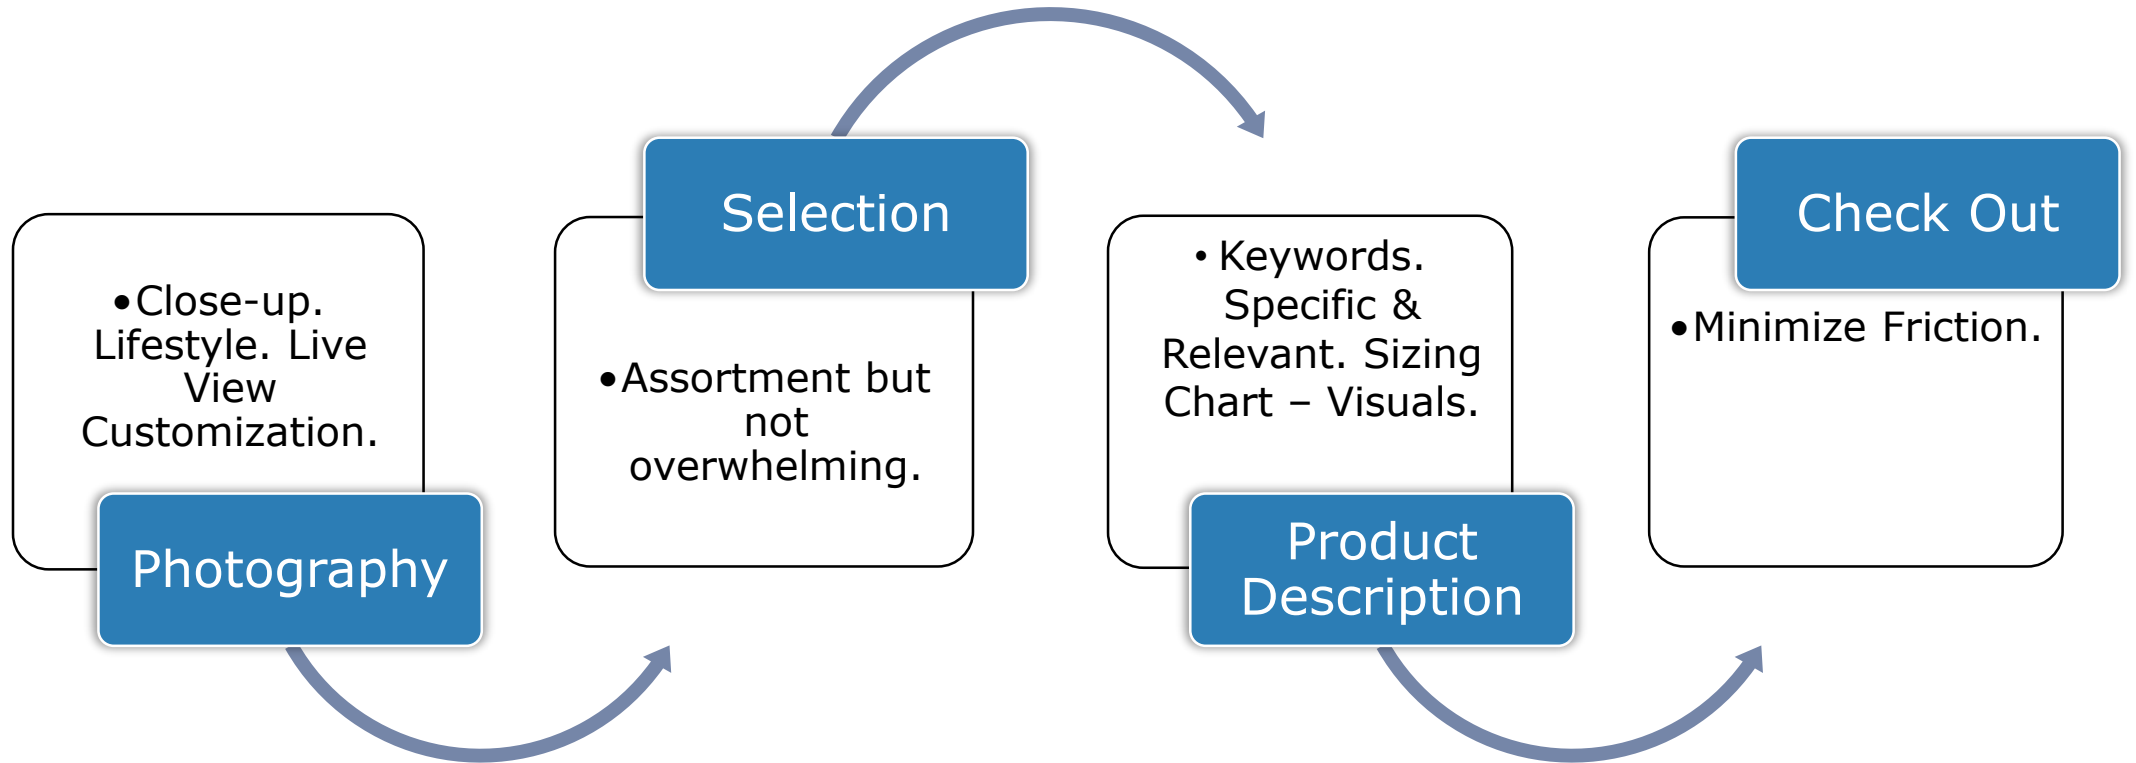 •Close-up.
Lifestyle. Live
View
Customization.
Photography
Selection
•Assortment but
not
overwhelming.
• Keywords.
Specific &
Relevant. Sizing
Chart – Visuals.
Product
Description
Check Out
•Minimize Friction.